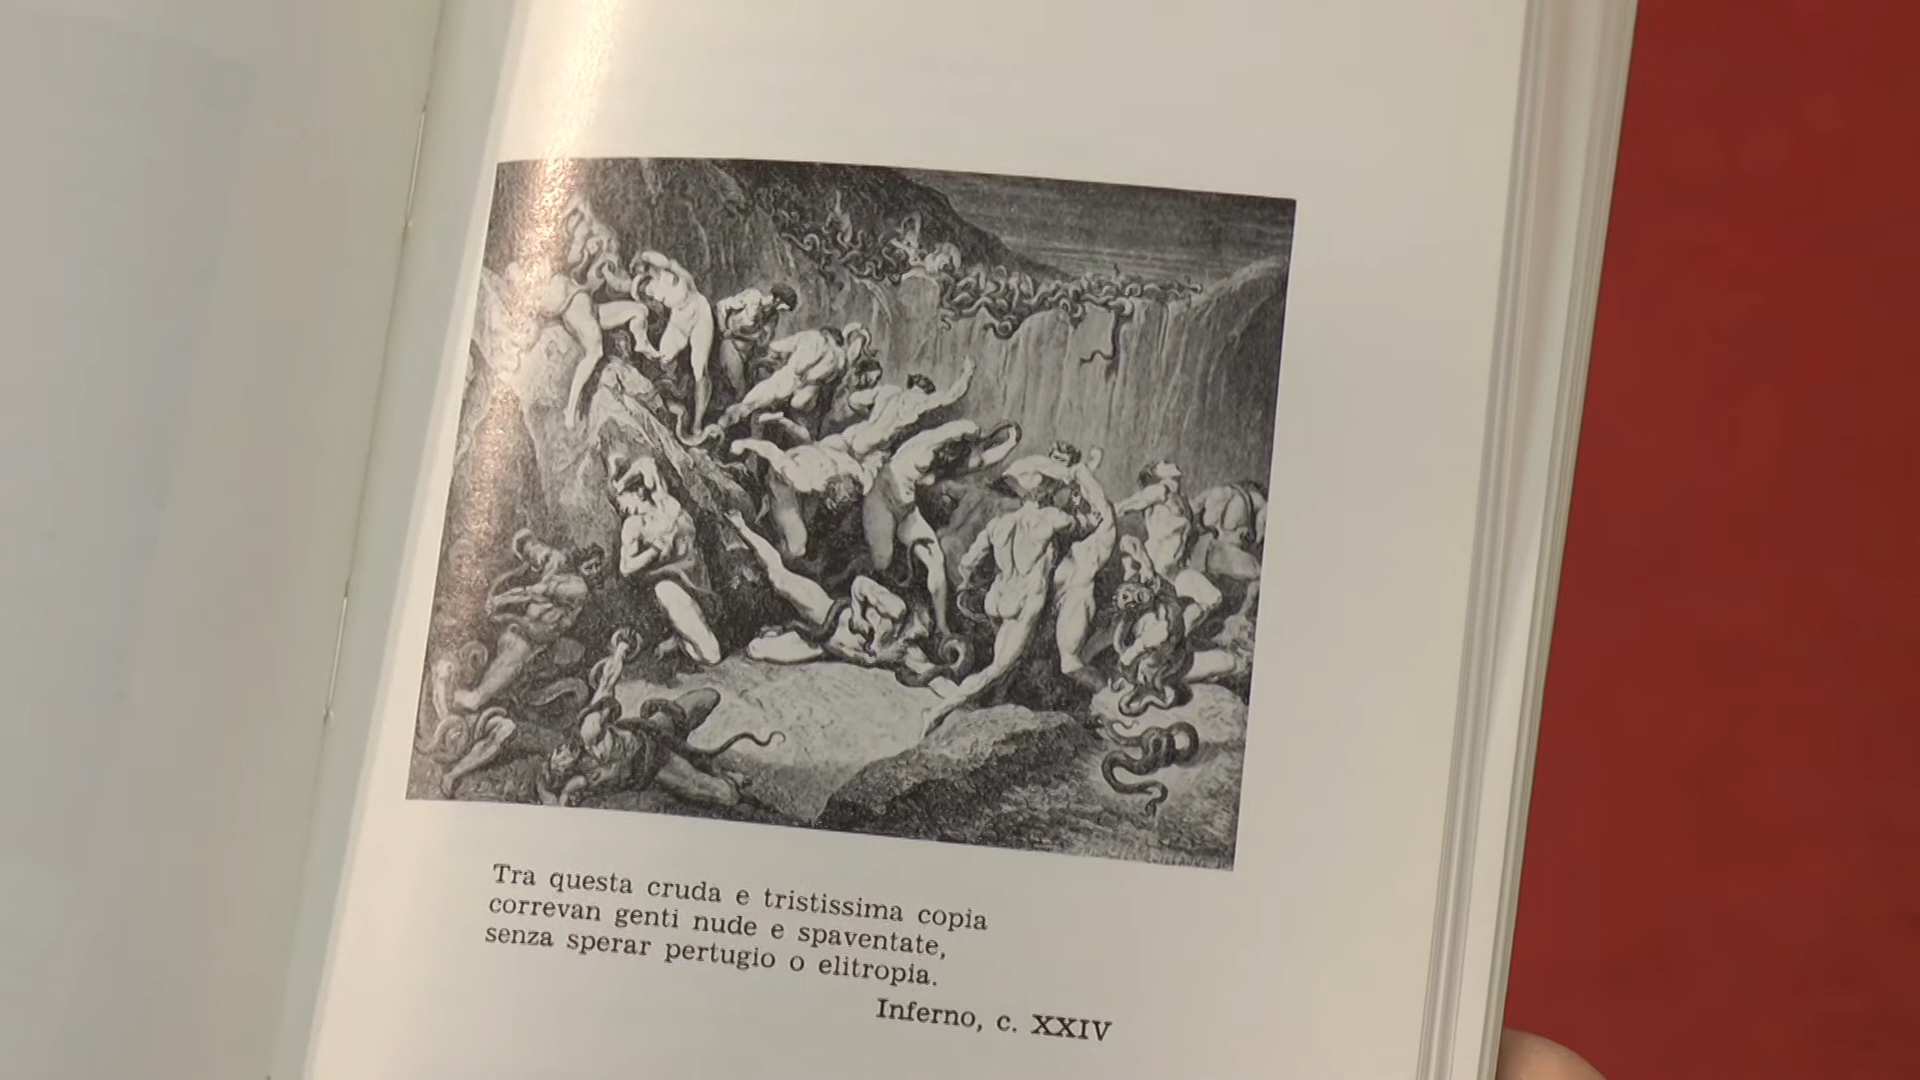 Tra questa cruda e tristissima copia
correvan genti nude e spaventate,
senza sperar pertugio o elitropia.
Inferno, c. XXIV